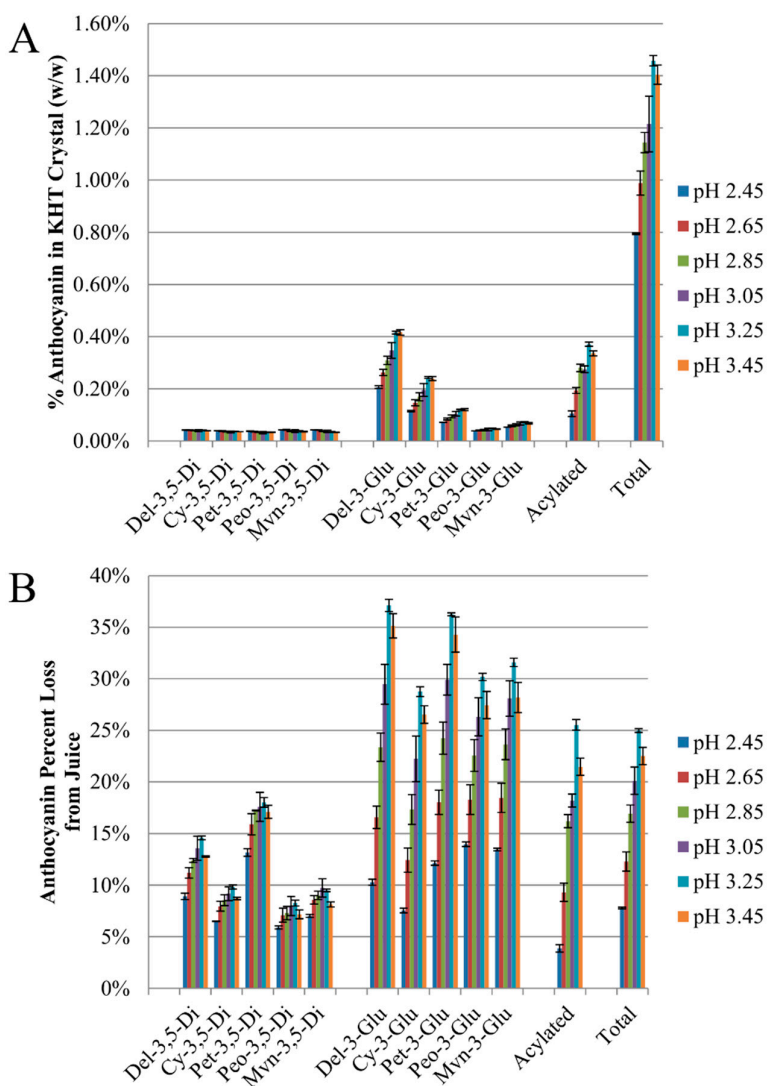 A
% Anthocyanin in KHT Crystal (w/w)
1.60%
1.40%
1.20%
1.00%
0.80%
0.60%
0.40%
0.20%
0.00%
Del-3,5-Di
Cy-3,5-Di
Pet-3,5-Di
Peo-3,5-Di
Mvn-3,5-Di
Del-3-Glu
Cy-3-Glu
Pet-3-Glu
Peo-3-Glu
Mvn-3-Glu
Acylated
Total
pH 2.45
pH 2.65
pH 2.85
pH 3.05
pH 3.25
pH 3.45
B
Anthocyanin Percent Loss
from Juice
40%
35%
30%
25%
20%
15%
10%
5%
0%
Del-3,5-Di
Cy-3,5-Di
Pet-3,5-Di
Peo-3,5-Di
Mvn-3,5-Di
Del-3-Glu
Cy-3-Glu
Pet-3-Glu
Peo-3-Glu
Mvn-3-Glu
Acylated
Total
pH 2.45
pH 2.65
pH 2.85
pH 3.05
pH 3.25
pH 3.45